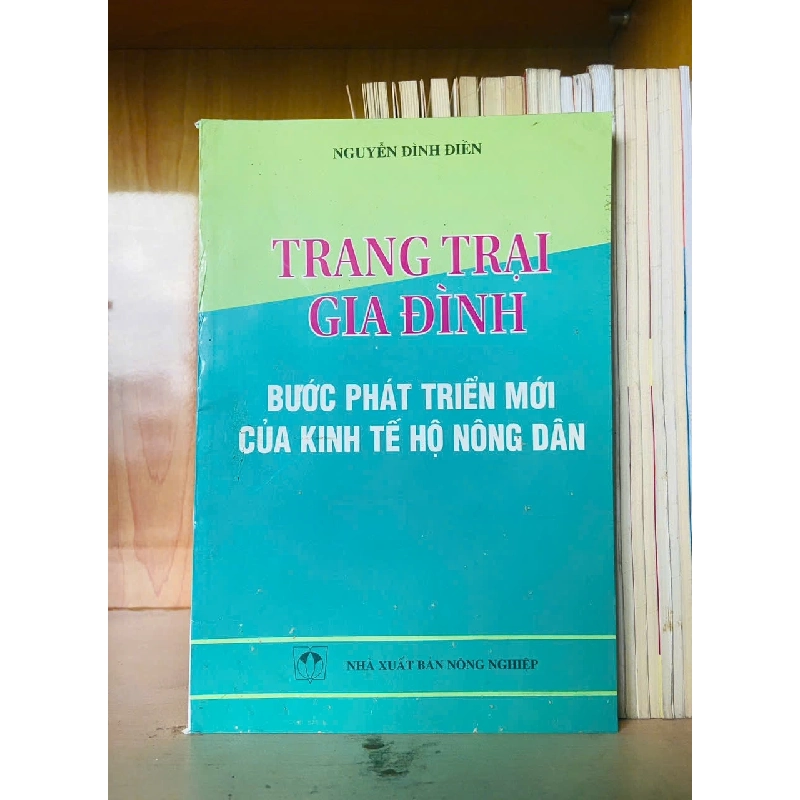 NGUYỄN ĐÌNH ĐIỀN
TRANG TRẠI
GIA ĐÌNH
BƯỚC PHÁT TRIỂN MỚI
CỦA KINH TẾ HỘ NÔNG DÂN
NHÀ XUẤT BẢN NÔNG NGHIỆP